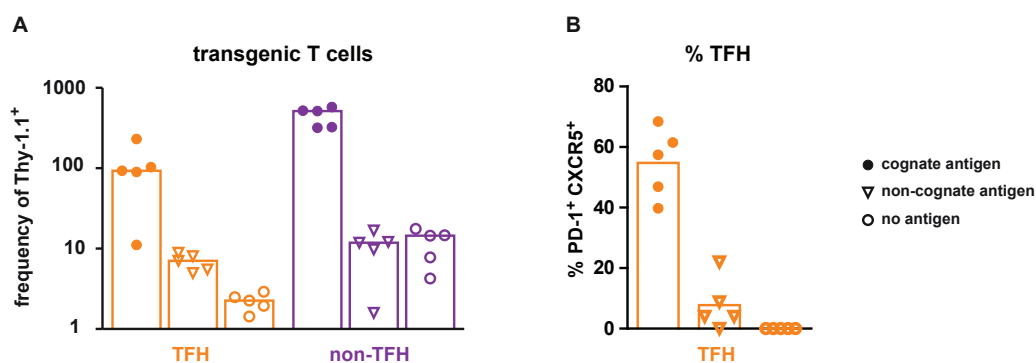 A
transgenic T cells
frequency of Thy-1.1⁺
1000
100
10
1
TFH
non-TFH
B
% TFH
% PD-1⁺ CXCR5⁺
80
60
40
20
0
TFH
cognate antigen
non-cognate antigen
no antigen